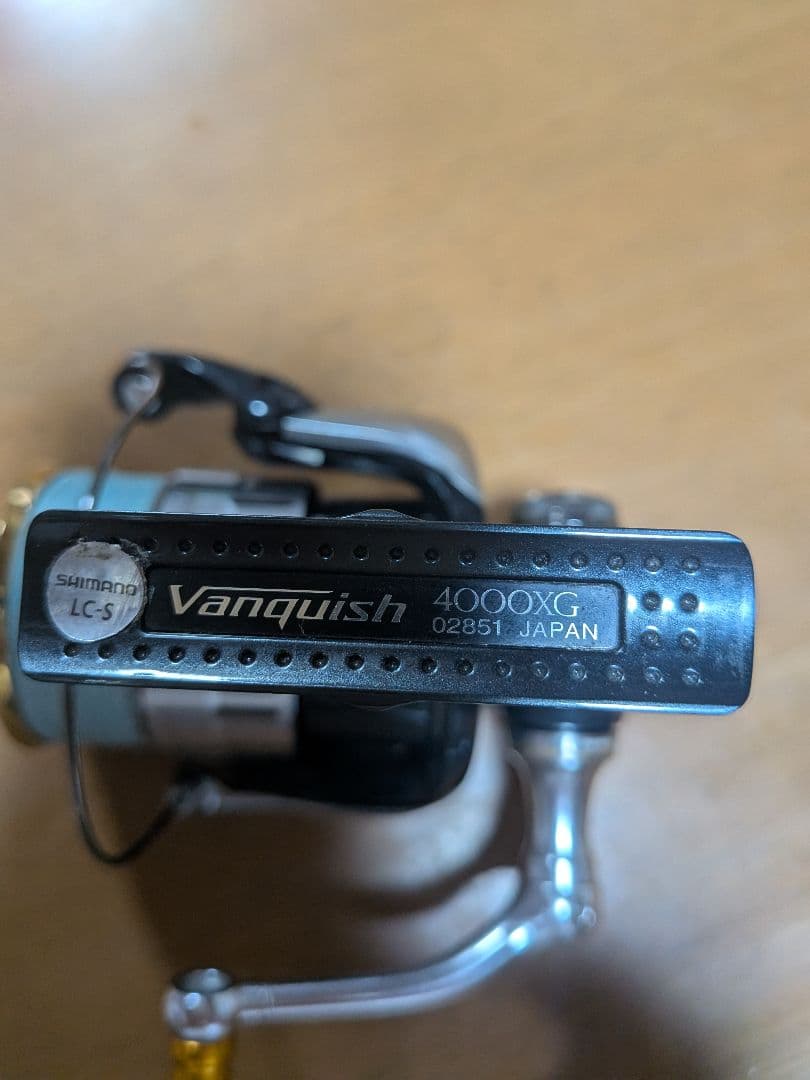 SHIMANO
LC-S
Vanquish 4000XG
02851 JAPAN